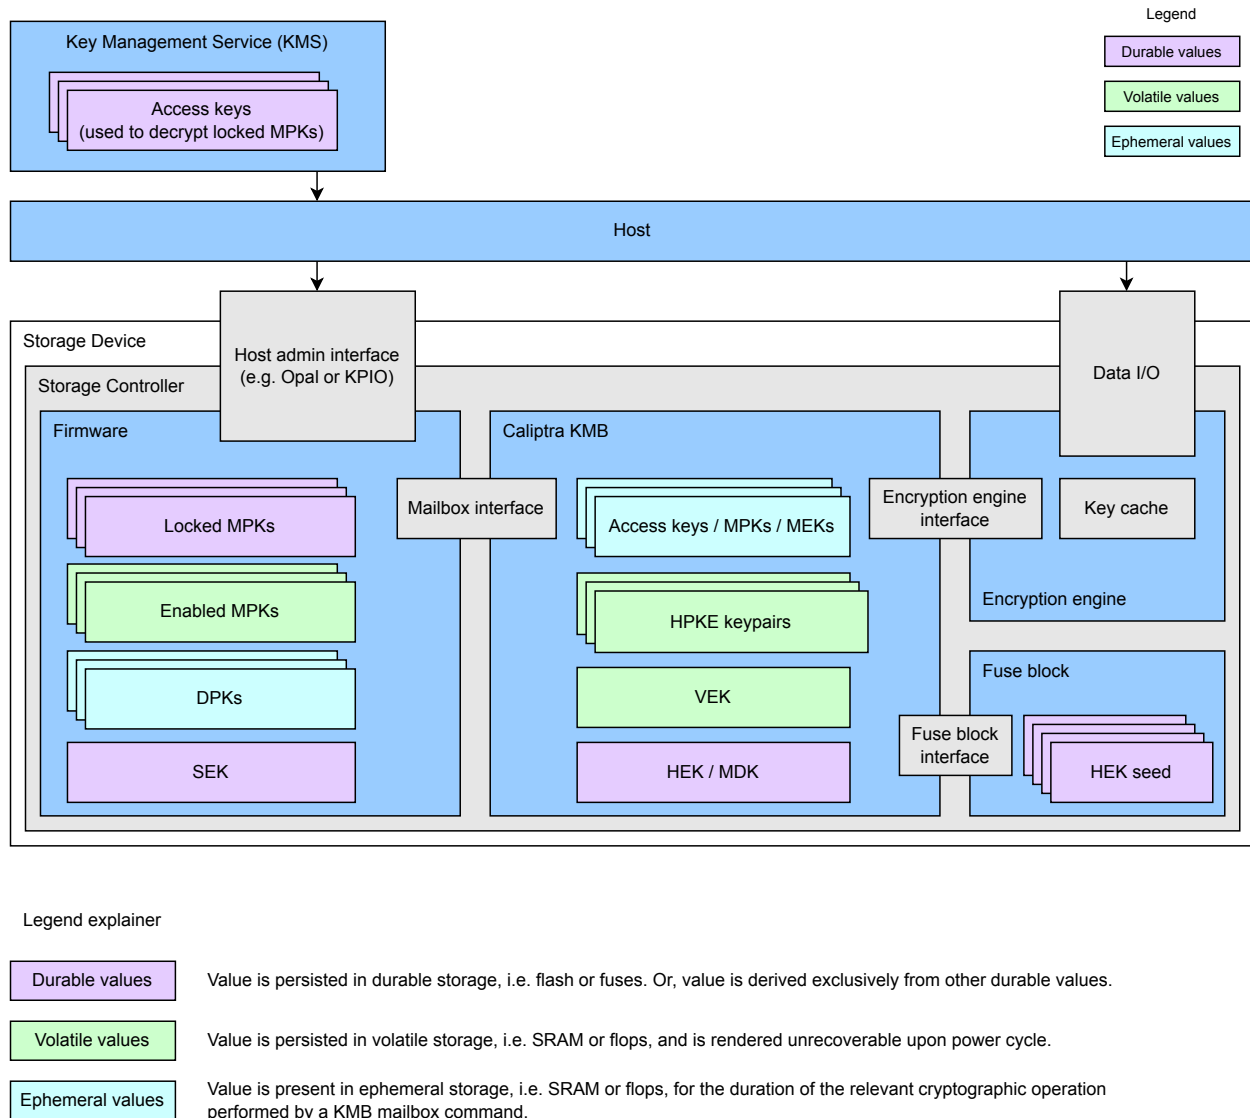 Legend
Key Management Service (KMS)
Durable values
Access keys
(used to decrypt locked MPKs)
Volatile values
Ephemeral values
Host
Storage Device
Host admin interface
(e.g. Opal or KPIO)
Data I/O
Storage Controller
Firmware
Caliptra KMB
Locked MPKs
Mailbox interface
Access keys / MPKs / MEKs
Encryption engine
interface
Key cache
Enabled MPKs
HPKE keypairs
Encryption engine
DPKs
VEK
Fuse block
SEK
HEK / MDK
Fuse block
interface
HEK seed
Legend explainer
Durable values
Value is persisted in durable storage, i.e. flash or fuses. Or, value is derived exclusively from other durable values.
Volatile values
Value is persisted in volatile storage, i.e. SRAM or flops, and is rendered unrecoverable upon power cycle.
Ephemeral values
Value is present in ephemeral storage, i.e. SRAM or flops, for the duration of the relevant cryptographic operation
performed by a KMB mailbox command.